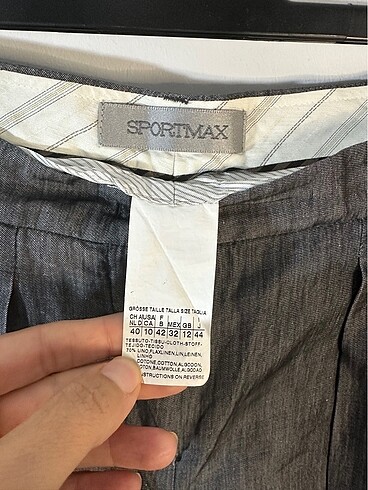 SPORTMAX
GRÖSSE TAILLE TALLA SIZE TAGLIA
CH A USA F I
NL D CA B MEX GB J
40 10 42 32 12 44
TESSUTO-TISSU-CLOTH-STOFF-
TEJIDO-TECIDO
70% LINO,FLAX,LINEN,LIN,LEINEN,
LINHO
COTONE,COTTON,ALGODON,
COTON,BAUMWOLLE,ALGODAO
INSTRUCTIONS ON REVERSE